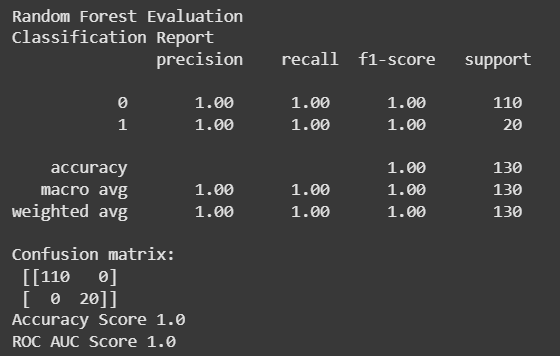 Random Forest Evaluation
Classification Report
precision recall f1-score support
0 1.00 1.00 1.00 110
1 1.00 1.00 1.00 20
accuracy 1.00 130
macro avg 1.00 1.00 1.00 130
weighted avg 1.00 1.00 1.00 130
Confusion matrix:
[[110 0]
[ 0 20]]
Accuracy Score 1.0
ROC AUC Score 1.0